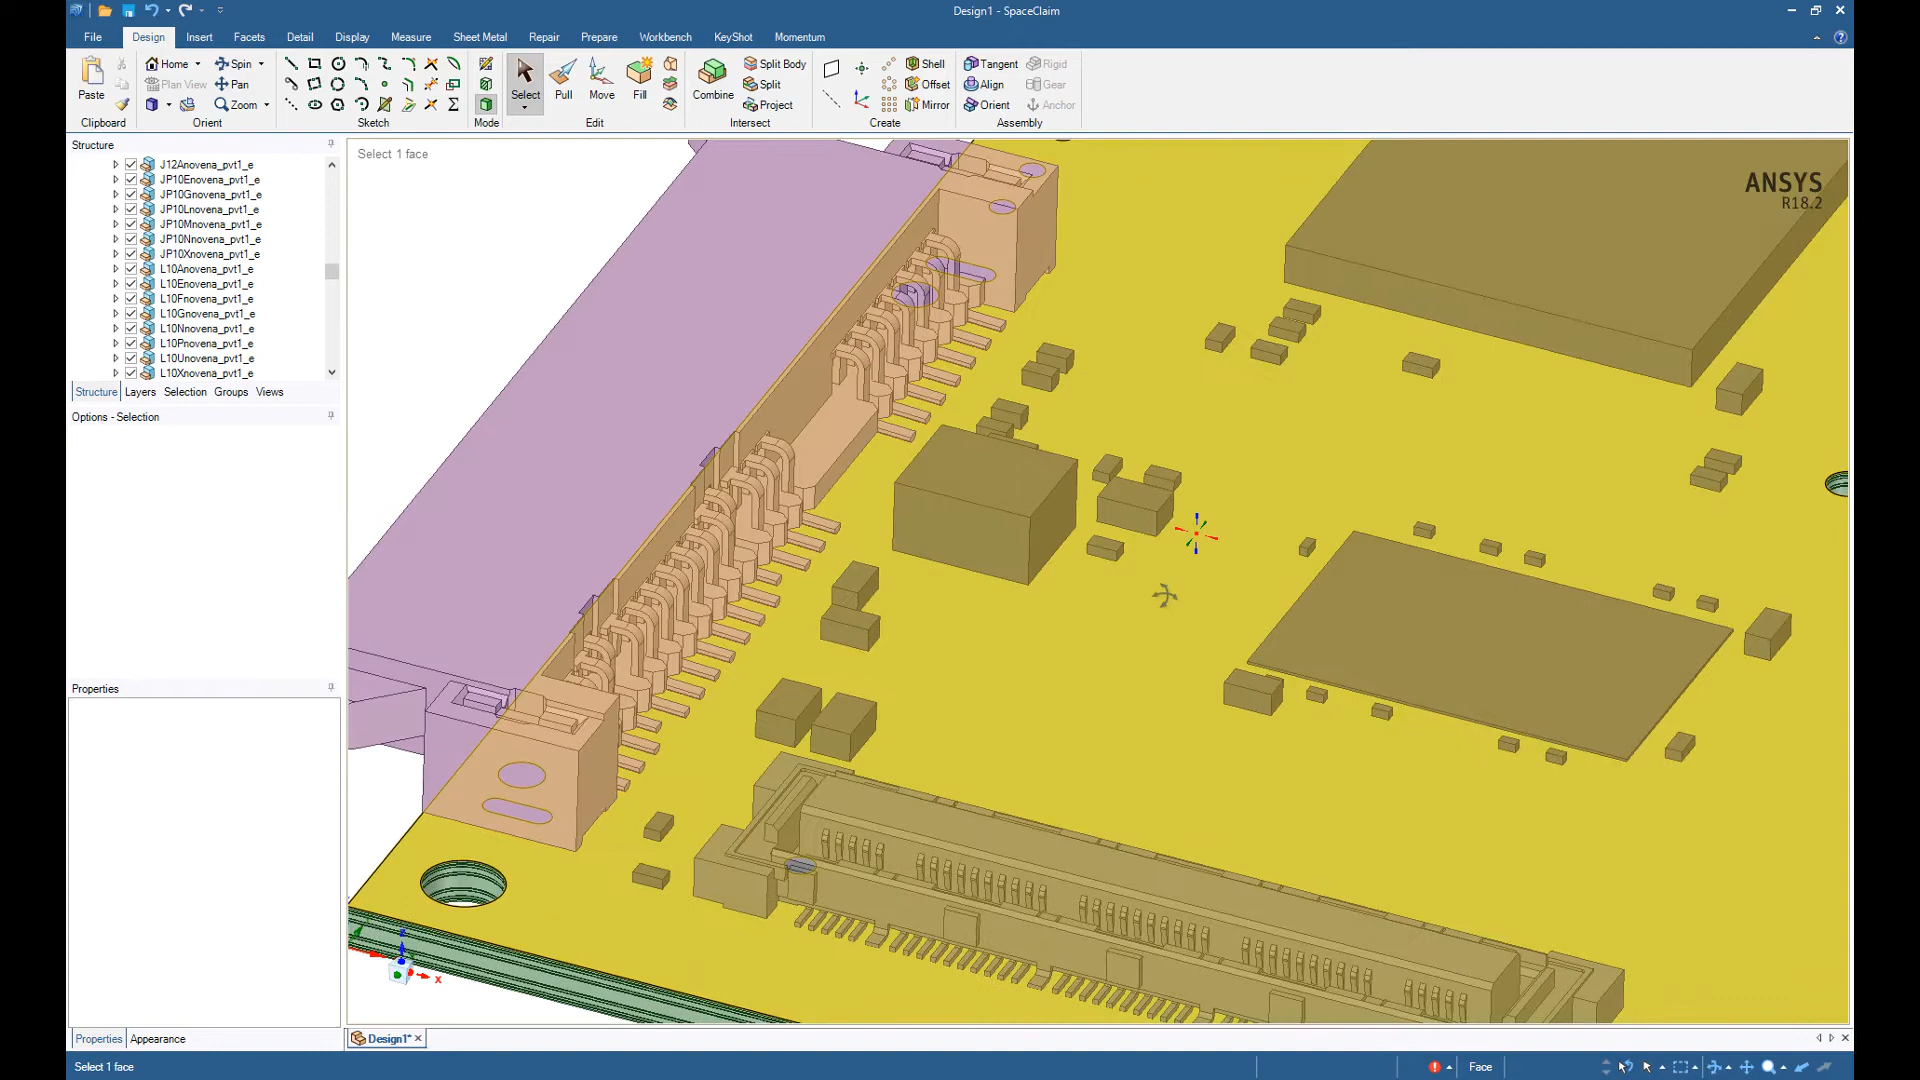 Design1 - SpaceClaim
File Design Insert Facets Detail Display Measure Sheet Metal Repair Prepare Workbench KeyShot Momentum
Home Spin Split Body Shell Tangent Rigid
Plan View Pan Split Offset Align Gear
Paste Select Pull Move Fill Combine
Zoom Project Mirror Orient Anchor
Clipboard Orient Sketch Mode Edit Intersect Create Assembly
Structure
Select 1 face
J12Anovena_pvt1_e
JP10Enovena_pvt1_e
JP10Gnovena_pvt1_e
JP10Lnovena_pvt1_e
JP10Mnovena_pvt1_e
JP10Nnovena_pvt1_e
JP10Xnovena_pvt1_e
L10Anovena_pvt1_e
L10Enovena_pvt1_e
L10Fnovena_pvt1_e
L10Gnovena_pvt1_e
L10Nnovena_pvt1_e
L10Pnovena_pvt1_e
L10Unovena_pvt1_e
L10Xnovena_pvt1_e
ANSYS
R18.2
Structure Layers Selection Groups Views
Options - Selection
Properties
Z
X
Properties Appearance
Design1*
Select 1 face
Face